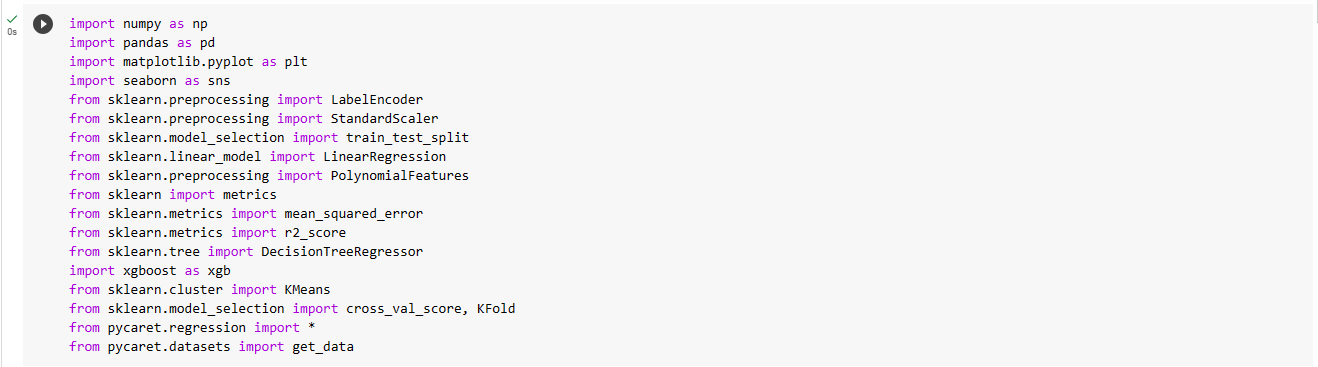 import numpy as np
0s
import pandas as pd
import matplotlib.pyplot as plt
import seaborn as sns
from sklearn.preprocessing import LabelEncoder
from sklearn.preprocessing import StandardScaler
from sklearn.model_selection import train_test_split
from sklearn.linear_model import LinearRegression
from sklearn.preprocessing import PolynomialFeatures
from sklearn import metrics
from sklearn.metrics import mean_squared_error
from sklearn.metrics import r2_score
from sklearn.tree import DecisionTreeRegressor
import xgboost as xgb
from sklearn.cluster import KMeans
from sklearn.model_selection import cross_val_score, KFold
from pycaret.regression import *
from pycaret.datasets import get_data